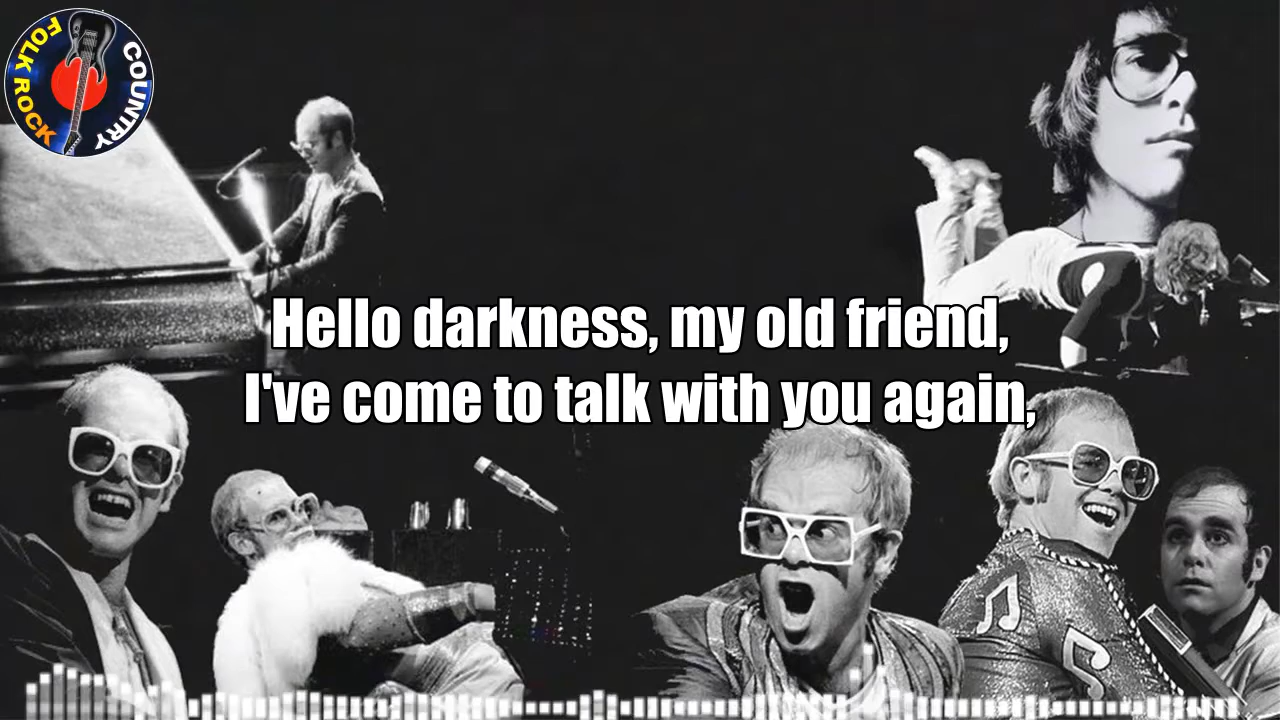 FOLK ROCK
COUNTRY
Hello darkness, my old friend,
I've come to talk with you again,